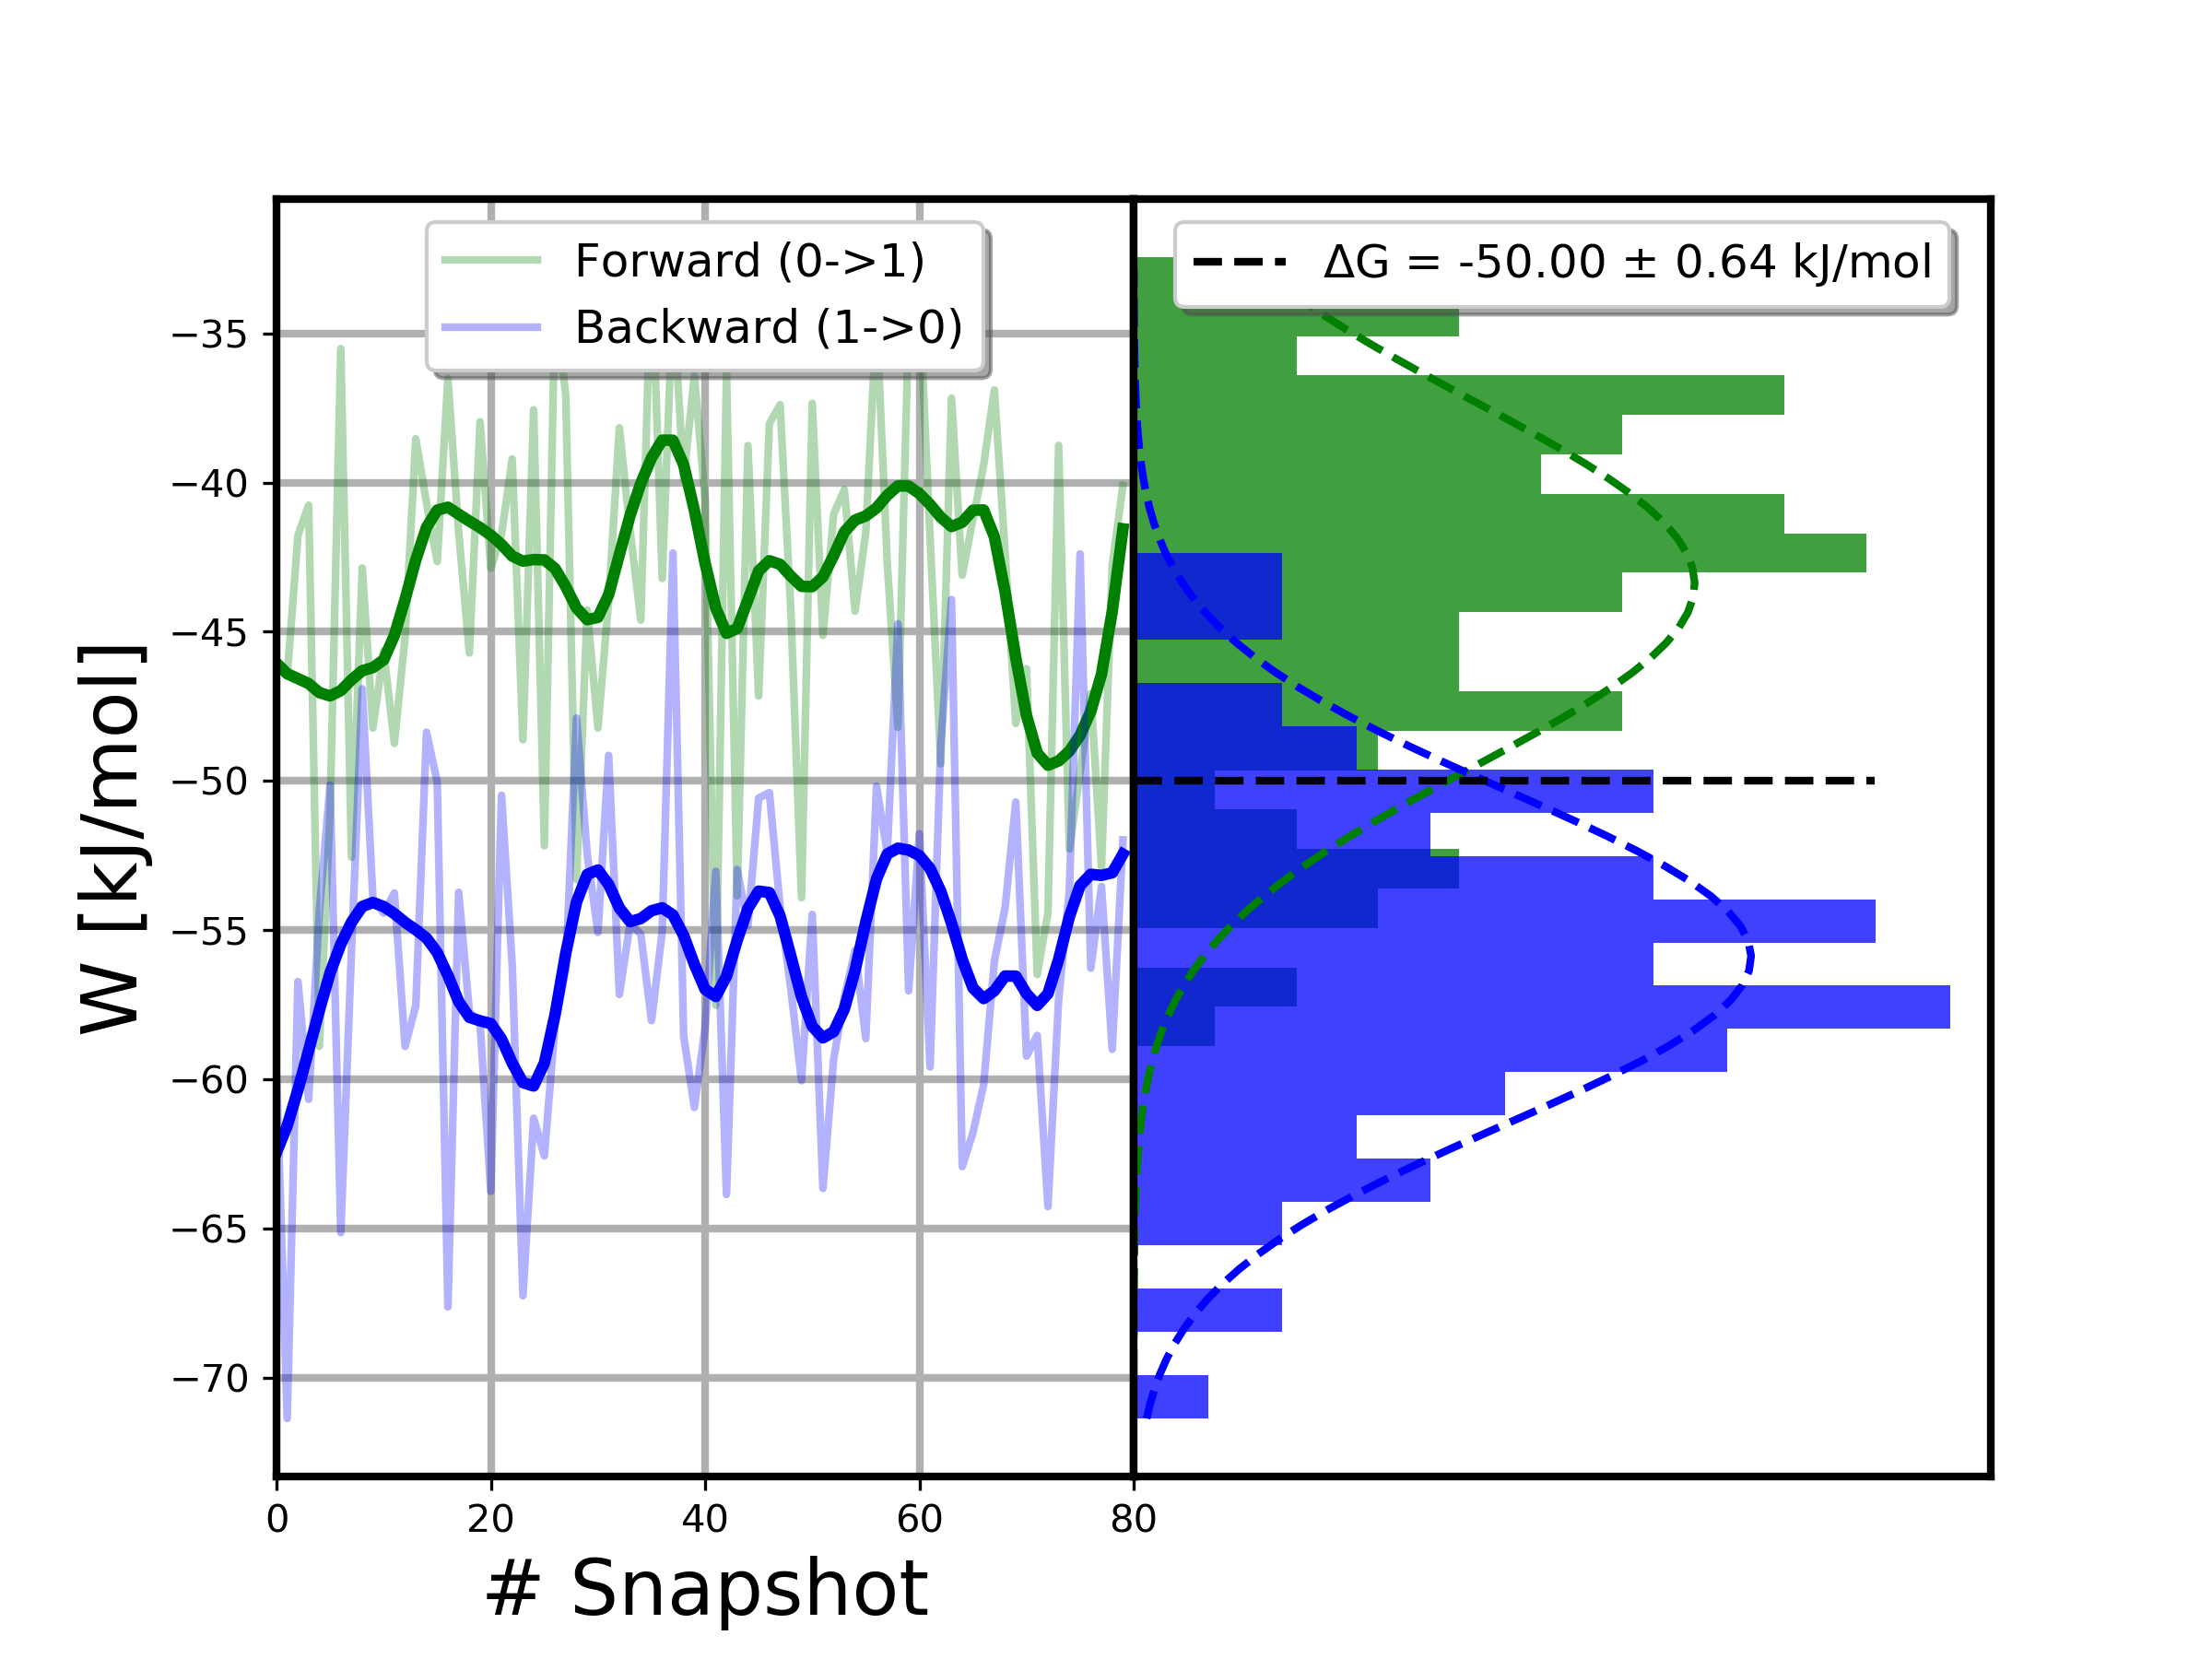 Forward (0->1)
Backward (1->0)
ΔG = -50.00 ± 0.64 kJ/mol
W [kJ/mol]
−35
−40
−45
−50
−55
−60
−65
−70
0 20 40 60 80
# Snapshot